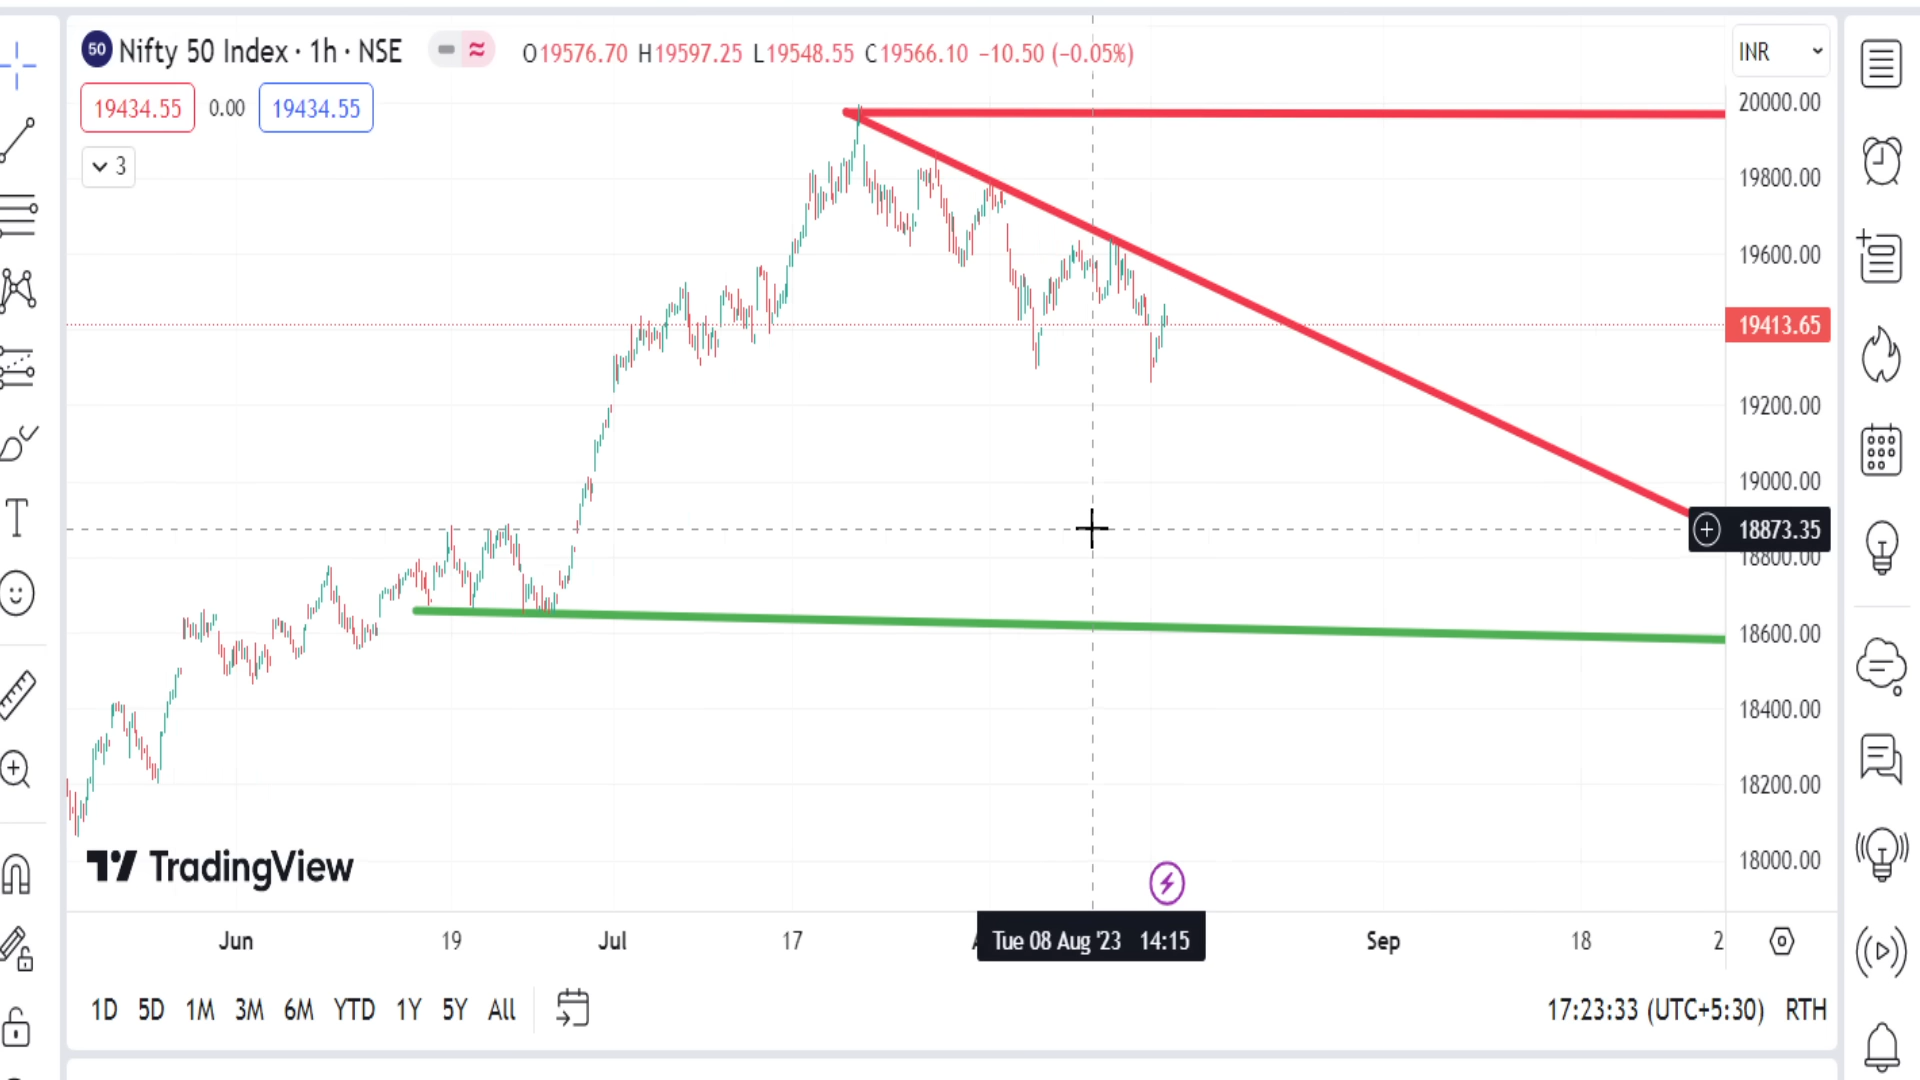 50 Nifty 50 Index · 1h · NSE
O19576.70 H19597.25 L19548.55 C19566.10 −10.50 (−0.05%)
INR
19434.55 0.00 19434.55
3
20000.00
19800.00
19600.00
19413.65
19200.00
19000.00
18873.35
18800.00
18600.00
18400.00
18200.00
18000.00
TradingView
Jun 19 Jul 17 Tue 08 Aug '23 14:15 Sep 18 2
1D 5D 1M 3M 6M YTD 1Y 5Y All
17:23:33 (UTC+5:30) RTH